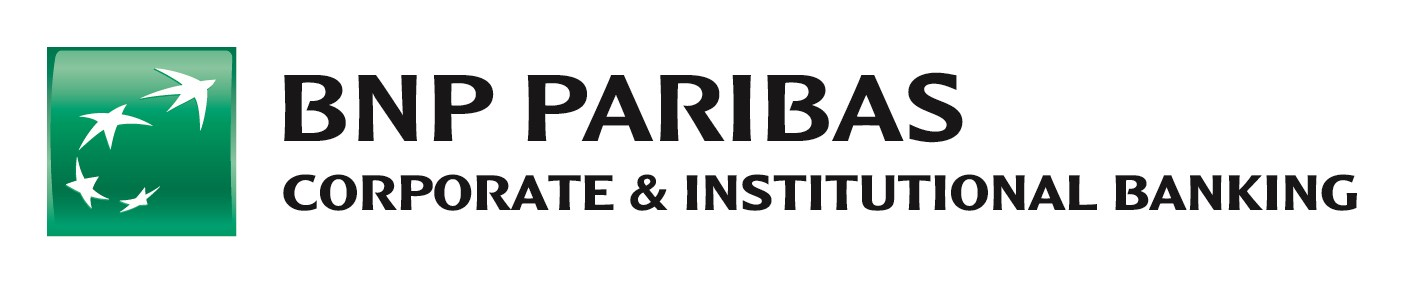 BNP PARIBAS
CORPORATE & INSTITUTIONAL BANKING